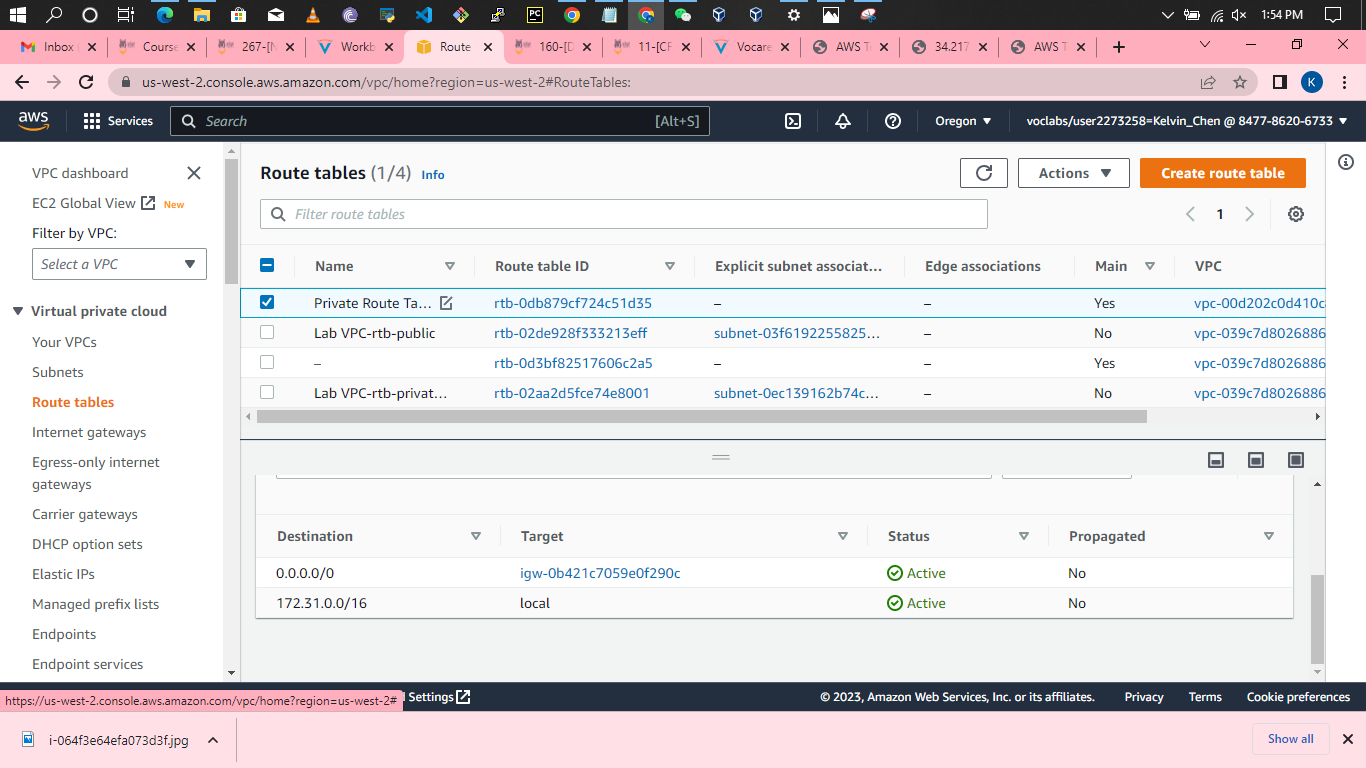 1:54 PM
Inbox (
Course
267-[N
Workb
Route
160-[D
11-[CF
Vocare
AWS T
34.217
AWS T
us-west-2.console.aws.amazon.com/vpc/home?region=us-west-2#RouteTables:
K
aws
Services
Search
[Alt+S]
Oregon
voclabs/user2273258=Kelvin_Chen @ 8477-8620-6733
VPC dashboard
EC2 Global View New
Filter by VPC:
Select a VPC
Virtual private cloud
Your VPCs
Subnets
Route tables
Internet gateways
Egress-only internet
gateways
Carrier gateways
DHCP option sets
Elastic IPs
Managed prefix lists
Endpoints
Endpoint services
Route tables (1/4) Info
Actions
Create route table
Filter route tables
1
Name Route table ID Explicit subnet associat... Edge associations Main VPC
Private Route Ta... rtb-0db879cf724c51d35 – – Yes vpc-00d202c0d410c
Lab VPC-rtb-public rtb-02de928f333213eff subnet-03f6192255825... – No vpc-039c7d8026886
– rtb-0d3bf82517606c2a5 – – Yes vpc-039c7d8026886
Lab VPC-rtb-privat... rtb-02aa2d5fce74e8001 subnet-0ec139162b74c... – No vpc-039c7d8026886
Destination Target Status Propagated
0.0.0.0/0 igw-0b421c7059e0f290c Active No
172.31.0.0/16 local Active No
https://us-west-2.console.aws.amazon.com/vpc/home?region=us-west-2#
Settings
© 2023, Amazon Web Services, Inc. or its affiliates.
Privacy
Terms
Cookie preferences
i-064f3e64efa073d3f.jpg
Show all